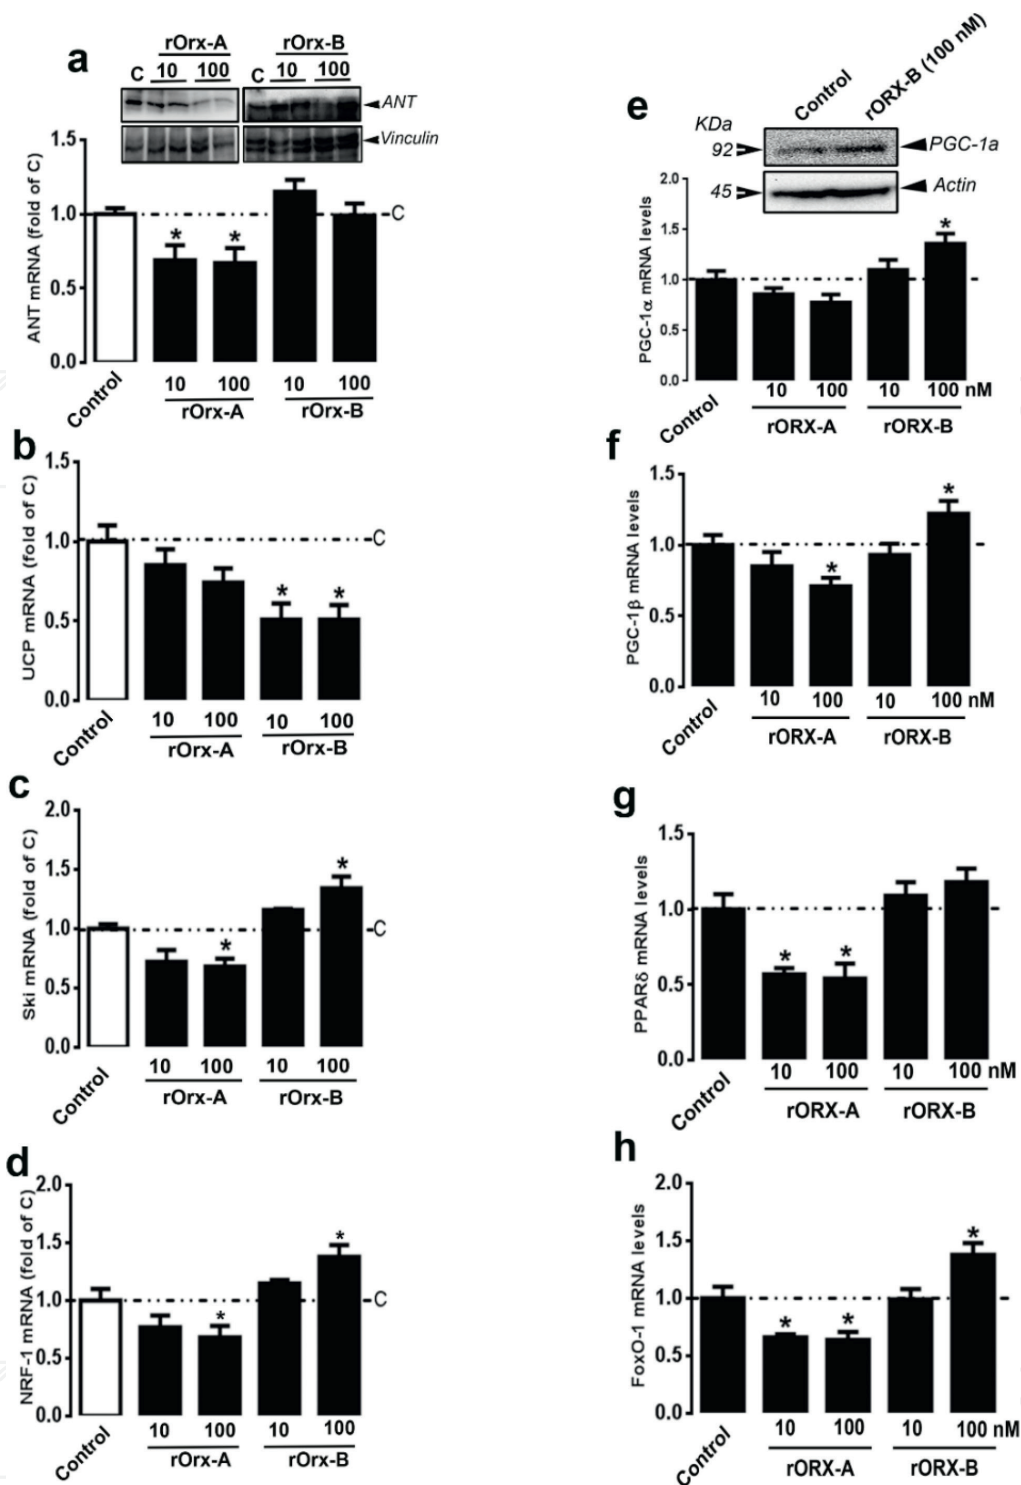 a
rOrx-A rOrx-B
C 10 100 C 10 100
ANT
Vinculin
ANT mRNA (fold of C)
1.5
1.0
0.5
0.0
* *
C
Control 10 100 10 100
rOrx-A rOrx-B
b
UCP mRNA (fold of C)
1.5
1.0
0.5
0.0
* *
C
Control 10 100 10 100
rOrx-A rOrx-B
c
Ski mRNA (fold of C)
2.0
1.5
1.0
0.5
0.0
* *
C
Control 10 100 10 100
rOrx-A rOrx-B
d
NRF-1 mRNA (fold of C)
2.0
1.5
1.0
0.5
0.0
* *
C
Control 10 100 10 100
rOrx-A rOrx-B
e
Control rORX-B (100 nM)
KDa
92 PGC-1a
45 Actin
PGC-1α mRNA levels
2.0
1.5
1.0
0.5
0.0
*
Control 10 100 10 100 nM
rORX-A rORX-B
f
PGC-1β mRNA levels
1.5
1.0
0.5
0.0
* *
Control 10 100 10 100 nM
rORX-A rORX-B
g
PPARδ mRNA levels
1.5
1.0
0.5
0.0
* *
Control 10 100 10 100 nM
rORX-A rORX-B
h
FoxO-1 mRNA levels
2.0
1.5
1.0
0.5
0.0
* * *
Control 10 100 10 100 nM
rORX-A rORX-B